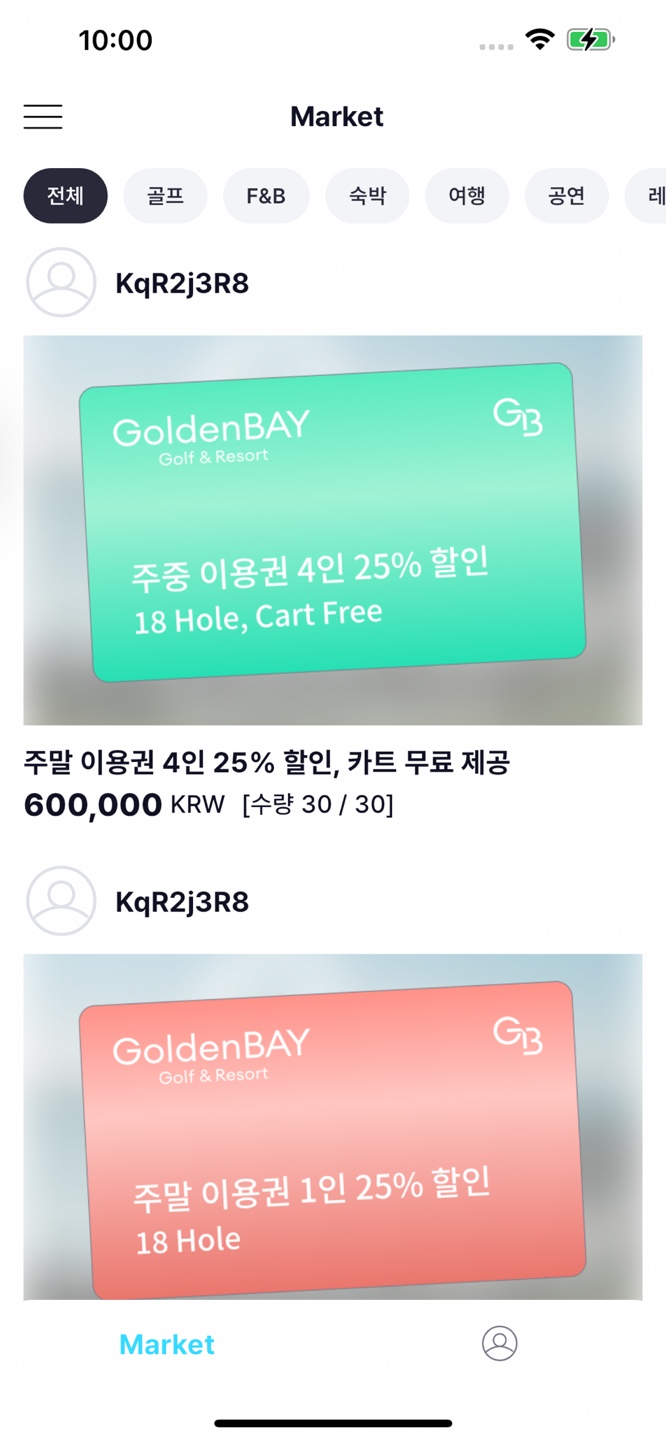 10:00
Market
전체 골프 F&B 숙박 여행 공연 레
KqR2j3R8
GoldenBAY GB
Golf & Resort
주중 이용권 4인 25% 할인
18 Hole, Cart Free
주말 이용권 4인 25% 할인, 카트 무료 제공
600,000 KRW [수량 30 / 30]
KqR2j3R8
GoldenBAY GB
Golf & Resort
주말 이용권 1인 25% 할인
18 Hole
Market